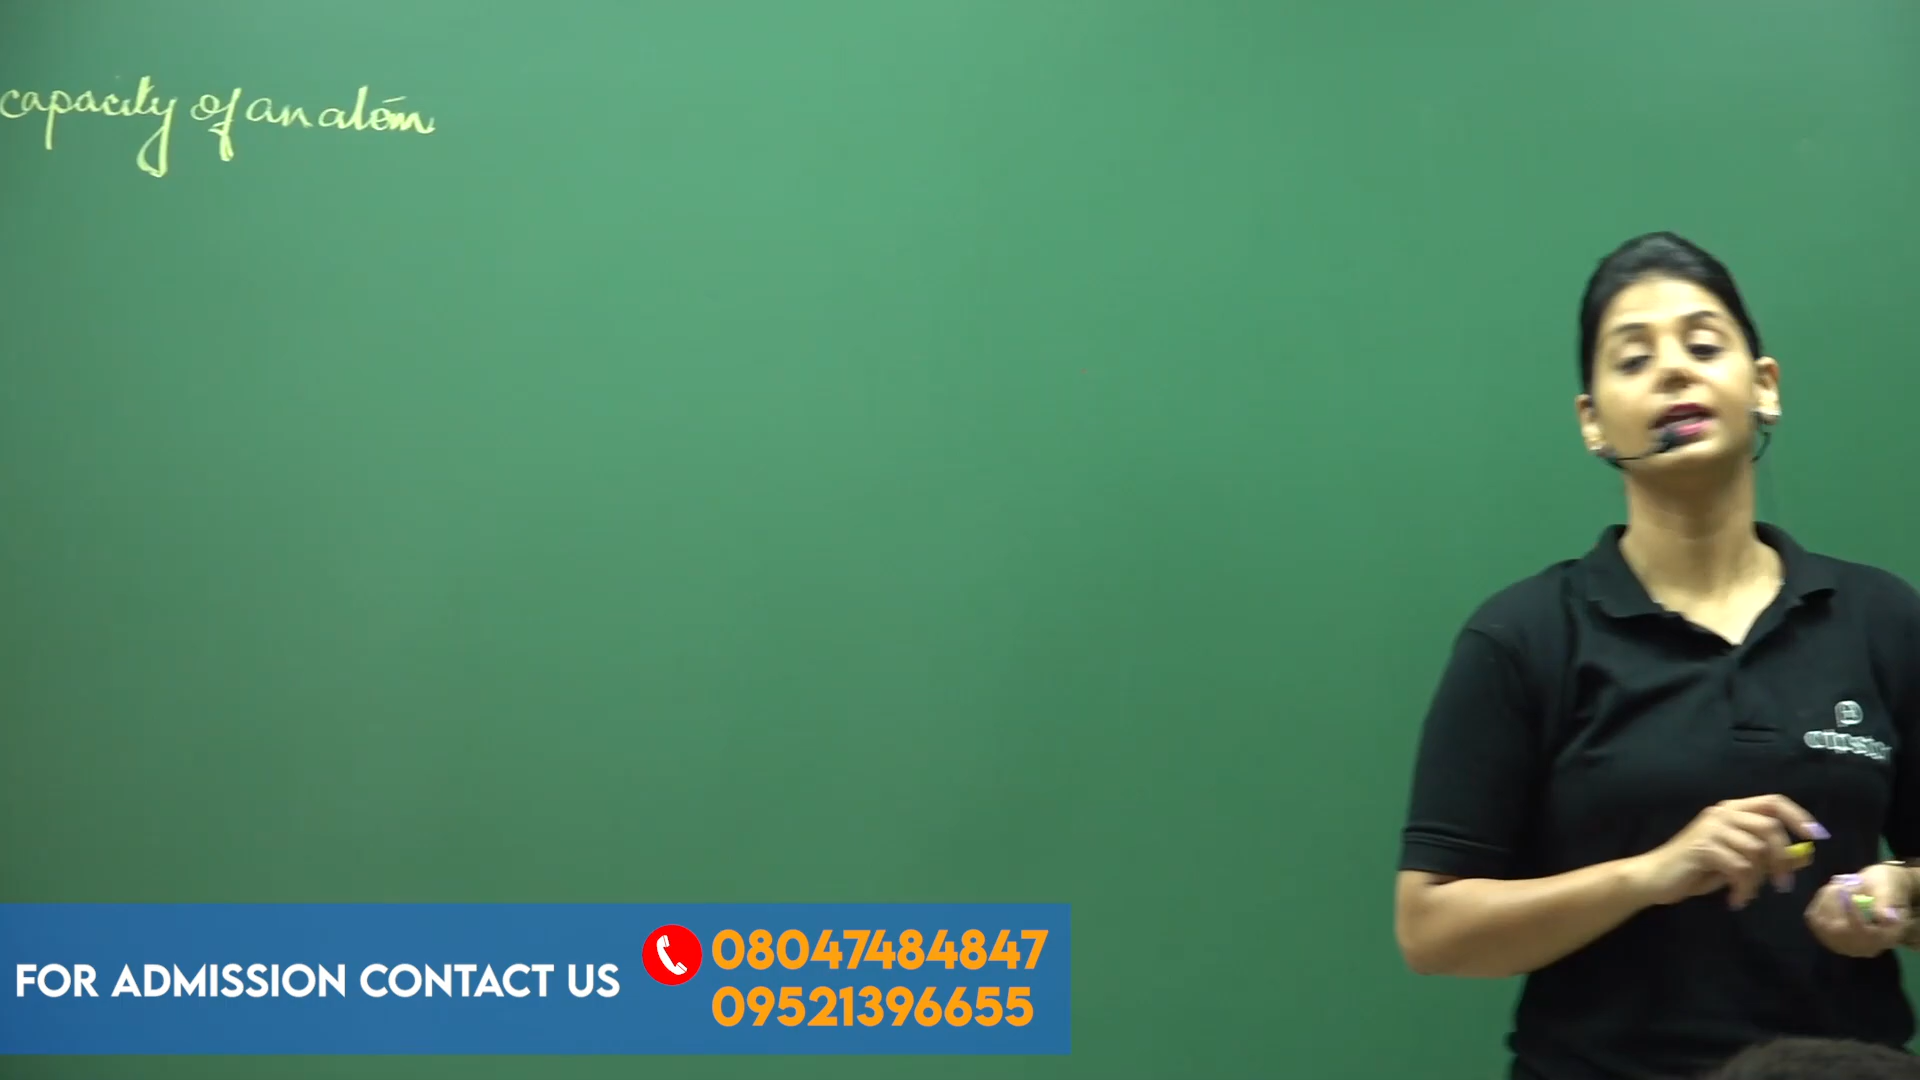 capacity of an atom
FOR ADMISSION CONTACT US
08047484847
09521396655